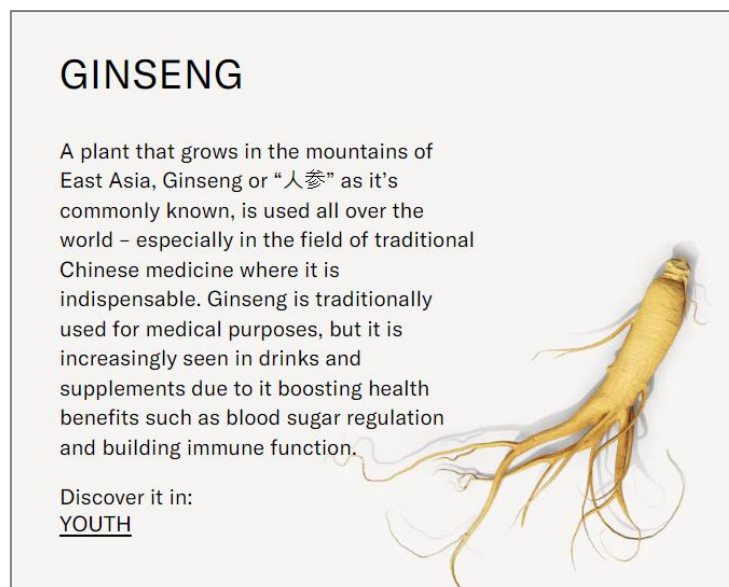 GINSENG
A plant that grows in the mountains of
East Asia, Ginseng or “人参” as it’s
commonly known, is used all over the
world – especially in the field of traditional
Chinese medicine where it is
indispensable. Ginseng is traditionally
used for medical purposes, but it is
increasingly seen in drinks and
supplements due to it boosting health
benefits such as blood sugar regulation
and building immune function.
Discover it in:
YOUTH